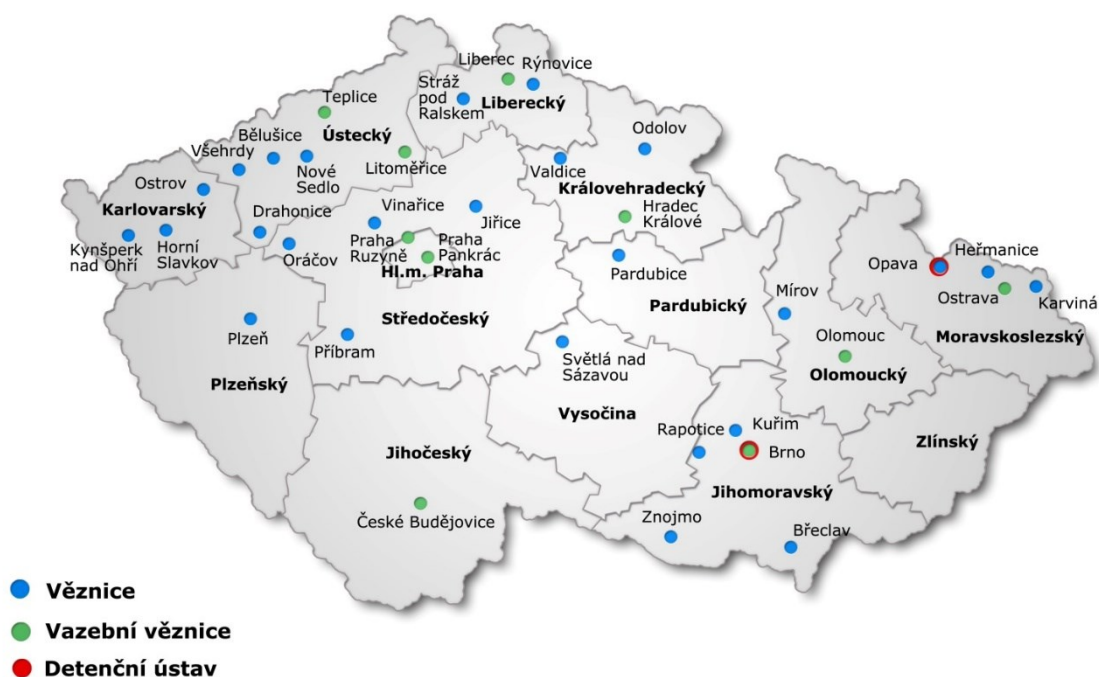 Liberec
Rýnovice
Stráž
pod
Ralskem
Liberecký
Teplice
Ústecký
Bělušice
Všehrdy
Nové
Sedlo
Litoměřice
Odolov
Valdice
Královehradecký
Hradec
Králové
Ostrov
Karlovarský
Kynšperk
nad Ohří
Horní
Slavkov
Drahonice
Oráčov
Vinařice
Jiřice
Praha
Ruzyně
Praha
Pankrác
Hl.m. Praha
Středočeský
Příbram
Plzeň
Plzeňský
Pardubice
Pardubický
Světlá nad
Sázavou
Vysočina
Mírov
Olomouc
Olomoucký
Opava
Heřmanice
Ostrava
Karviná
Moravskoslezský
Zlínský
Rapotice
Kuřim
Brno
Jihomoravský
Znojmo
Břeclav
Jihočeský
České Budějovice
Věznice
Vazební věznice
Detenční ústav